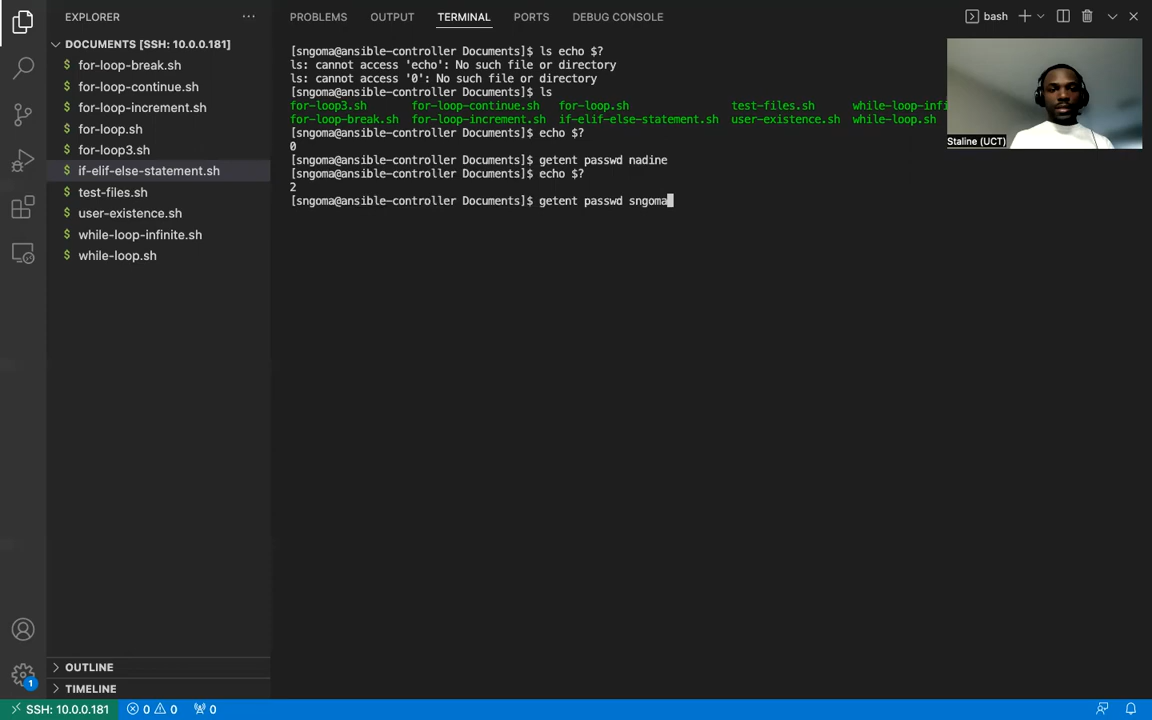 EXPLORER
DOCUMENTS [SSH: 10.0.0.181]
for-loop-break.sh
for-loop-continue.sh
for-loop-increment.sh
for-loop.sh
for-loop3.sh
if-elif-else-statement.sh
test-files.sh
user-existence.sh
while-loop-infinite.sh
while-loop.sh
OUTLINE
TIMELINE
PROBLEMS OUTPUT TERMINAL PORTS DEBUG CONSOLE bash
[sngoma@ansible-controller Documents]$ ls echo $?
ls: cannot access 'echo': No such file or directory
ls: cannot access '0': No such file or directory
[sngoma@ansible-controller Documents]$ ls
for-loop3.sh for-loop-continue.sh for-loop.sh test-files.sh while-loop-infi
for-loop-break.sh for-loop-increment.sh if-elif-else-statement.sh user-existence.sh while-loop.sh
[sngoma@ansible-controller Documents]$ echo $?
0
[sngoma@ansible-controller Documents]$ getent passwd nadine
[sngoma@ansible-controller Documents]$ echo $?
2
[sngoma@ansible-controller Documents]$ getent passwd sngoma
Staline (UCT)
1
SSH: 10.0.0.181 0 0 0